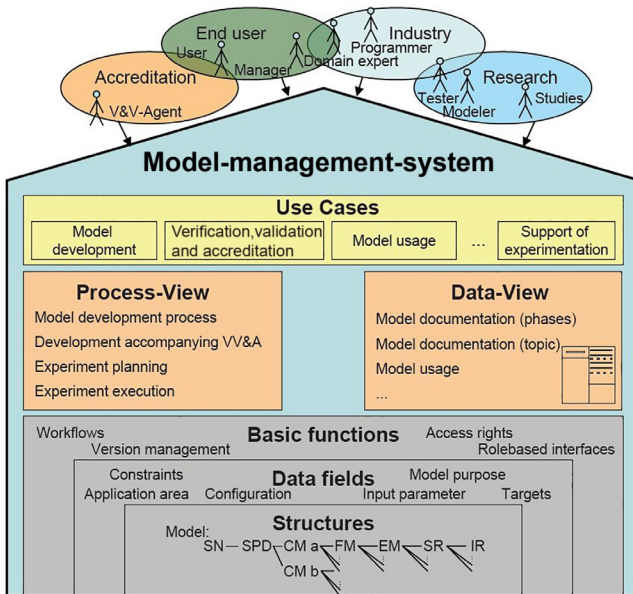 End user
Industry
User
Programmer
Manager
Domain expert
Accreditation
Research
V&V-Agent
Tester
Studies
Modeler
Model-management-system
Use Cases
Model development
Verification,validation and accreditation
Model usage
...
Support of experimentation
Process-View
Model development process
Development accompanying VV&A
Experiment planning
Experiment execution
Data-View
Model documentation (phases)
Model documentation (topic)
Model usage
...
Basic functions
Workflows
Access rights
Version management
Rolebased interfaces
Data fields
Constraints
Model purpose
Application area
Configuration
Input parameter
Targets
Structures
Model:
SN SPD CM a FM EM SR IR
CM b